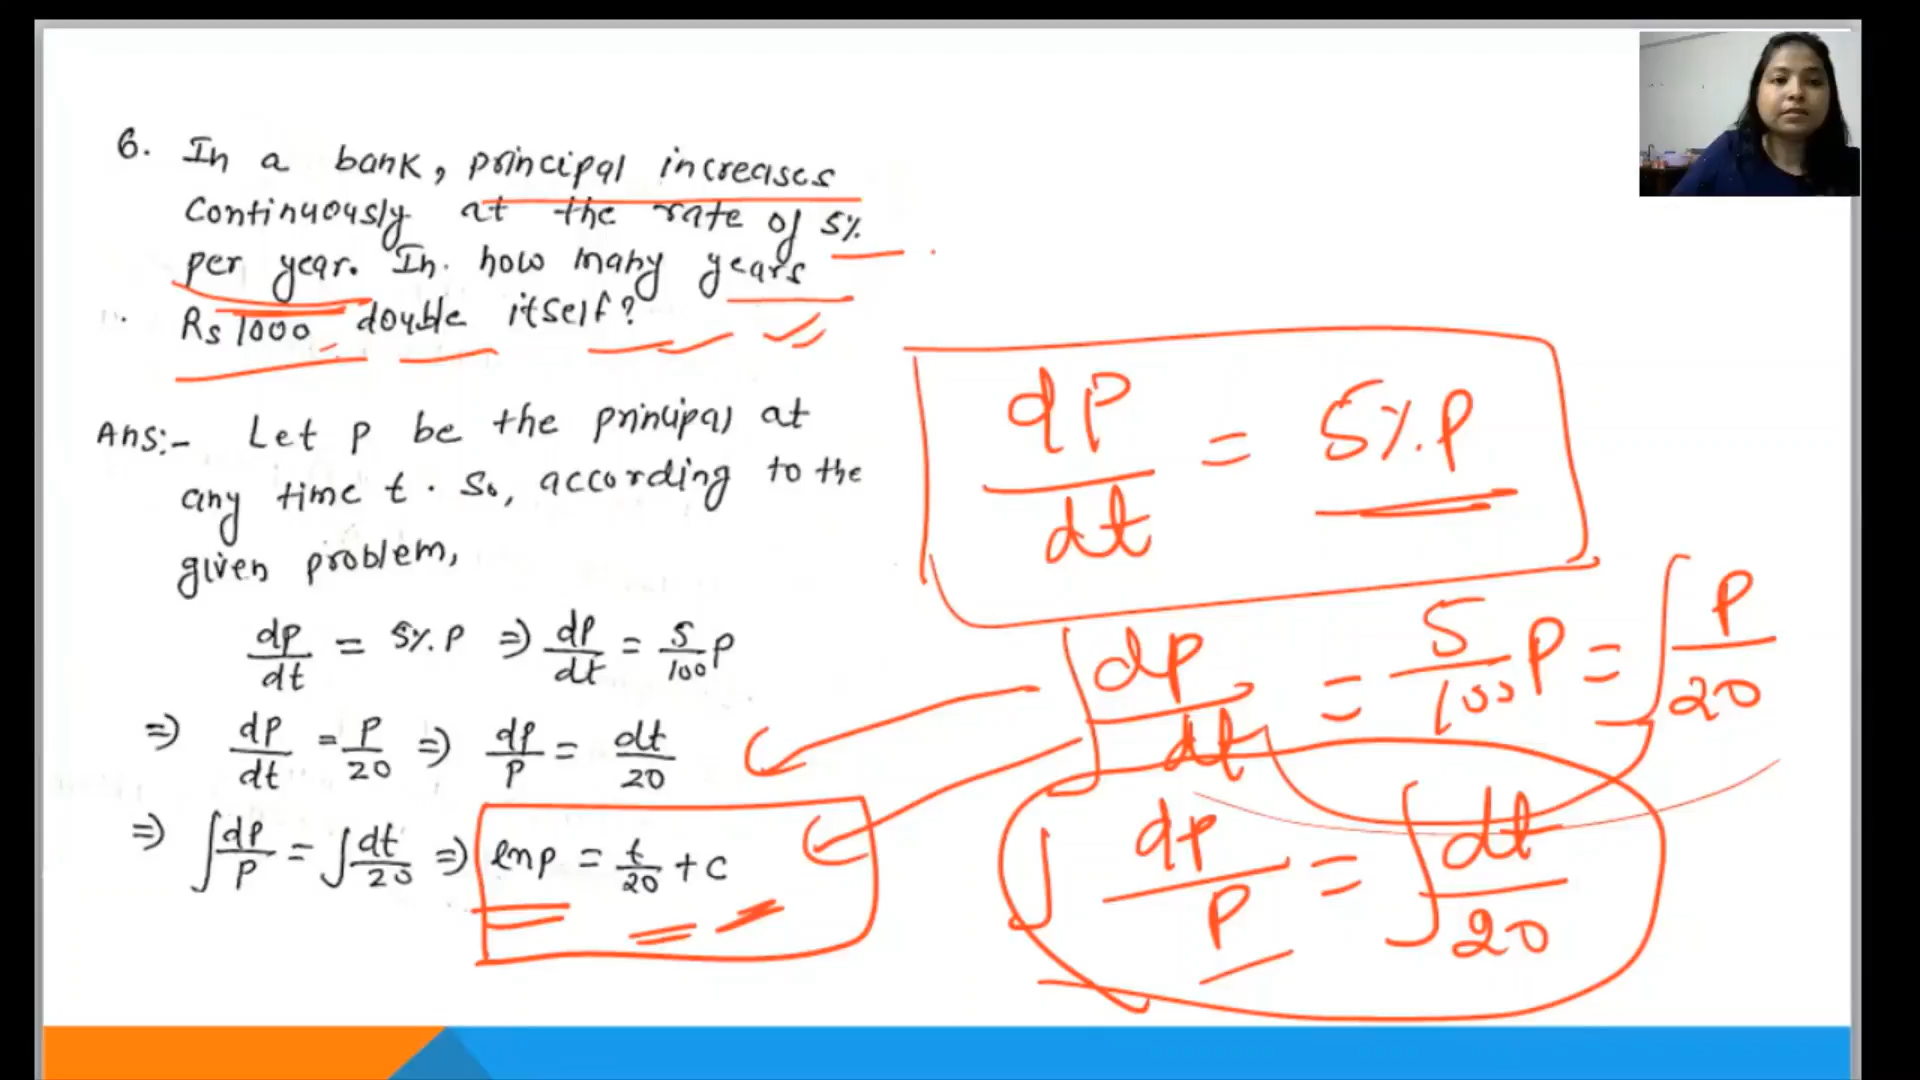 6. In a bank, principal increases
continuously at the rate of 5%
per year. In how many years
Rs 1000 double itself?
Ans:- Let P be the principal at
any time t. So, according to the
given problem,
dp/dt = 5% P ⇒ dp/dt = 5/100 P
⇒ dp/dt = P/20 ⇒ dp/P = dt/20
⇒ ∫dp/P = ∫dt/20 ⇒ ln p = t/20 + c
dP/dt = 5% P
dp/dt = 5/100 P = ∫P/20
∫ dp/P = ∫ dt/20